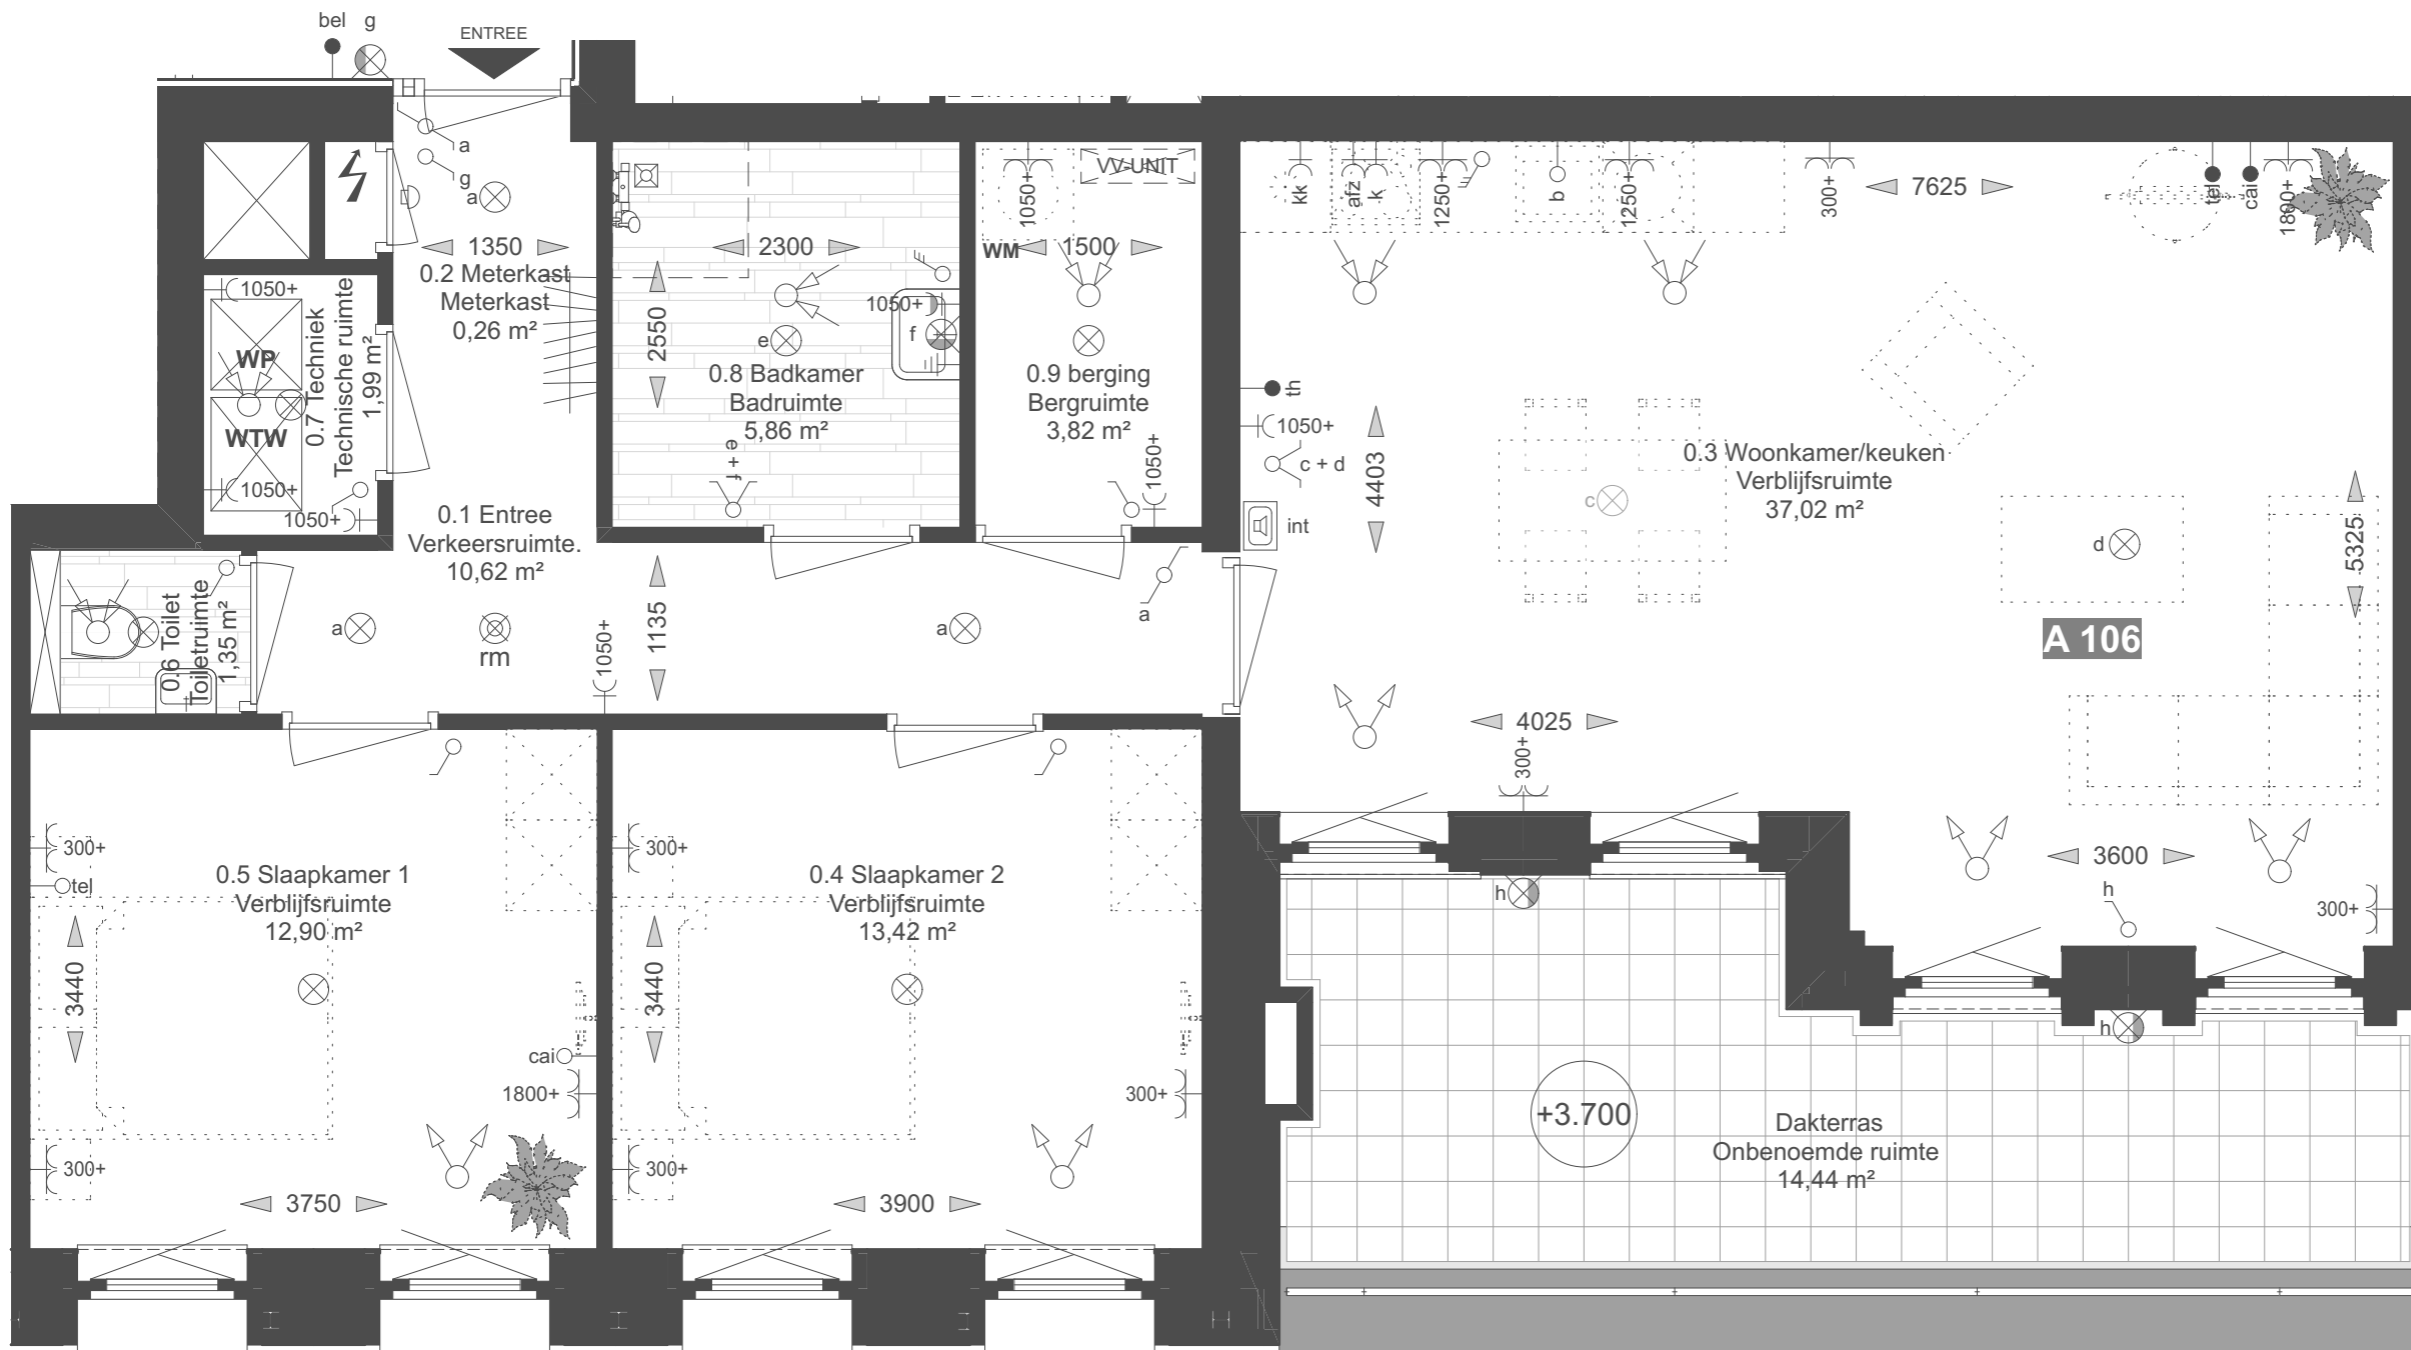 bel g
ENTREE
a
g
a
1350
0.2 Meterkast
Meterkast
0,26 m²
1050+
WP
WTW
0.7 Techniek
Technische ruimte
1,99 m²
1050+
1050+
2300
2550
1050+
e
f
0.8 Badkamer
Badruimte
5,86 m²
e + f
1050+
VV-UNIT
WM
1500
0.9 berging
Bergruimte
3,82 m²
1050+
kk
afz
k
1250+
b
1250+
300+
7625
tel
cai
1800+
th
1050+
c + d
int
4403
0.3 Woonkamer/keuken
Verblijfsruimte
37,02 m²
c
d
5325
A 106
0.1 Entree
Verkeersruimte.
10,62 m²
0.6 Toilet
Toiletruimte
1,35 m²
a
rm
1050+
1135
a
a
4025
300+
3600
h
300+
h
h
300+
tel
0.5 Slaapkamer 1
Verblijfsruimte
12,90 m²
3440
cai
1800+
300+
3750
300+
0.4 Slaapkamer 2
Verblijfsruimte
13,42 m²
3440
300+
300+
3900
+3.700
Dakterras
Onbenoemde ruimte
14,44 m²